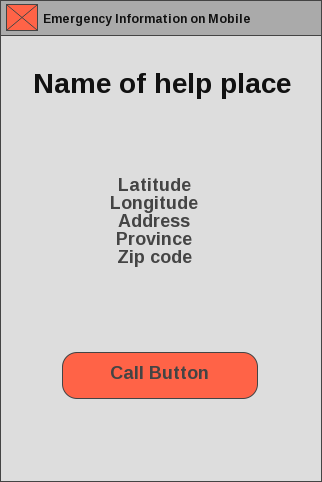 Emergency Information on Mobile
Name of help place
Latitude
Longitude
Address
Province
Zip code
Call Button